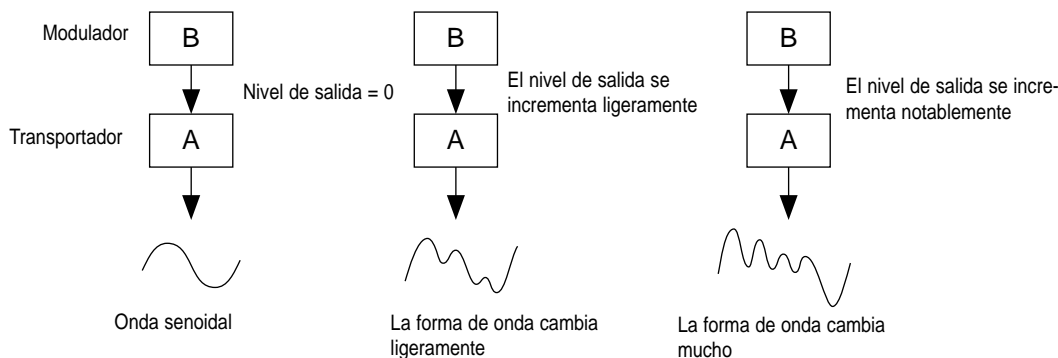 Modulador
B
B
B
Nivel de salida = 0
El nivel de salida se
incrementa ligeramente
El nivel de salida se incre-
menta notablemente
Transportador
A
A
A
Onda senoidal
La forma de onda cambia
ligeramente
La forma de onda cambia
mucho